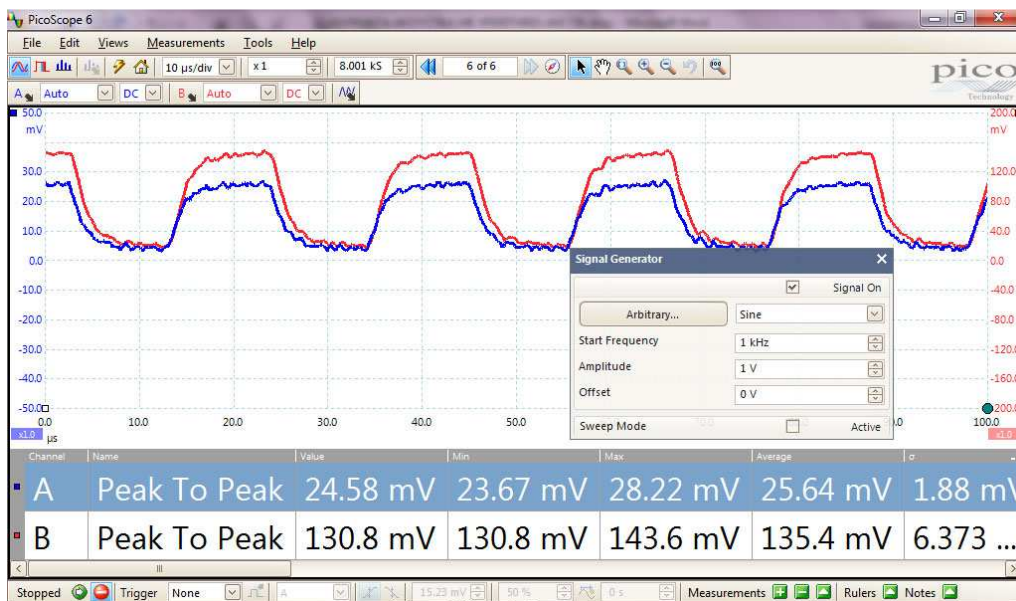 PicoScope 6
File Edit Views Measurements Tools Help
10 µs/div x 1 8.001 kS 6 of 6
pico
Technology
A Auto DC B Auto DC
50.0 200.0
mV mV
30.0 120.0
20.0 80.0
10.0 40.0
0.0 0.0
-10.0 -40.0
-20.0 -80.0
-30.0 -120.0
-40.0 -160.0
-50.0 -200.0
0.0 10.0 20.0 30.0 40.0 50.0 100.0
x1.0 µs x1.0
Signal Generator
Signal On
Arbitrary... Sine
Start Frequency 1 kHz
Amplitude 1 V
Offset 0 V
Sweep Mode Active
Channel Name Value Min Max Average σ
A Peak To Peak 24.58 mV 23.67 mV 28.22 mV 25.64 mV 1.88 mV
B Peak To Peak 130.8 mV 130.8 mV 143.6 mV 135.4 mV 6.373 ...
Stopped Trigger None A 15.23 mV 50 % 0 s Measurements Rulers Notes